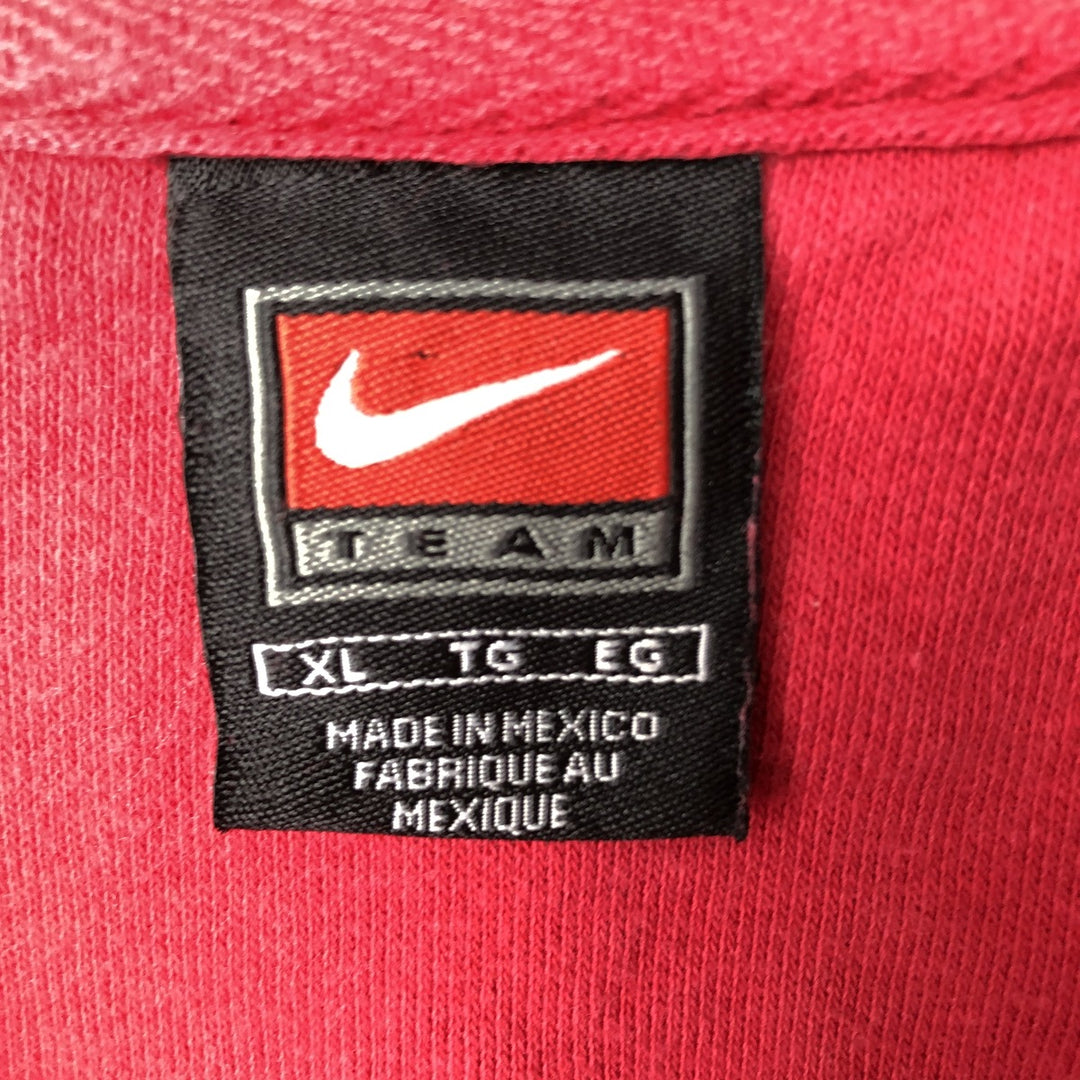 TEAM
XL TG EG
MADE IN MEXICO
FABRIQUE AU
MEXIQUE